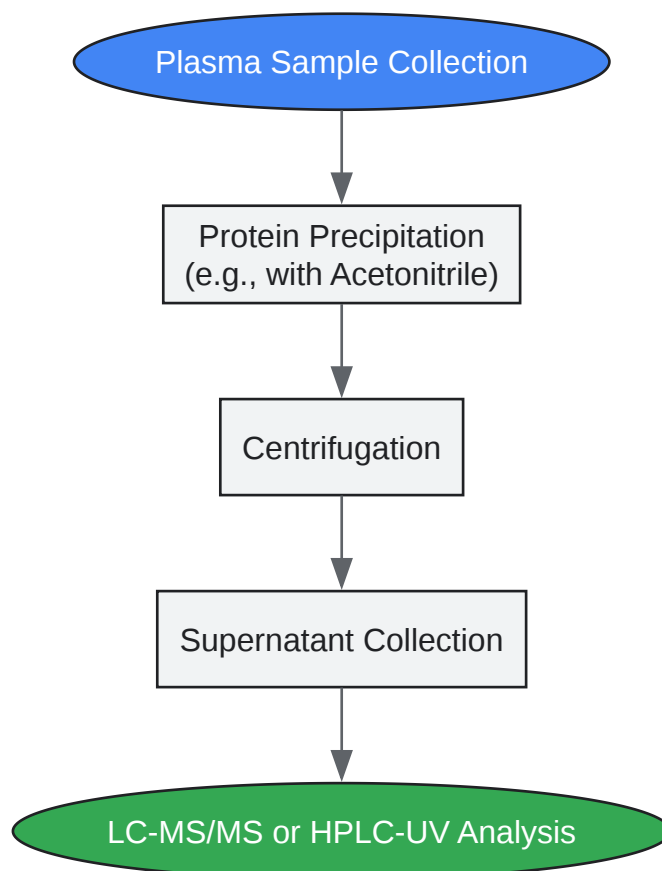 Plasma Sample Collection
Protein Precipitation
(e.g., with Acetonitrile)
Centrifugation
Supernatant Collection
LC-MS/MS or HPLC-UV Analysis